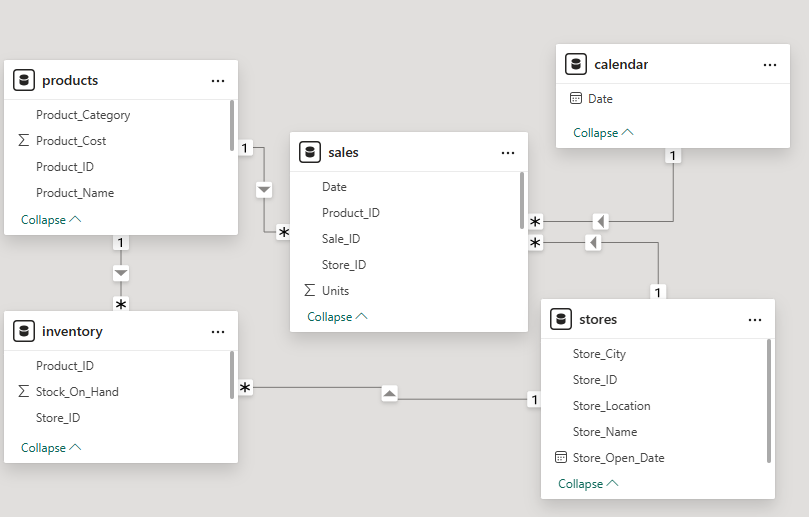 products
...
Product_Category
Σ Product_Cost
Product_ID
Product_Name
Collapse
1
*
1
*
sales
...
Date
Product_ID
Sale_ID
Store_ID
Σ Units
Collapse
calendar
...
Date
Collapse
1
*
*
1
inventory
...
Product_ID
Σ Stock_On_Hand
Store_ID
Collapse
*
1
stores
...
Store_City
Store_ID
Store_Location
Store_Name
Store_Open_Date
Collapse